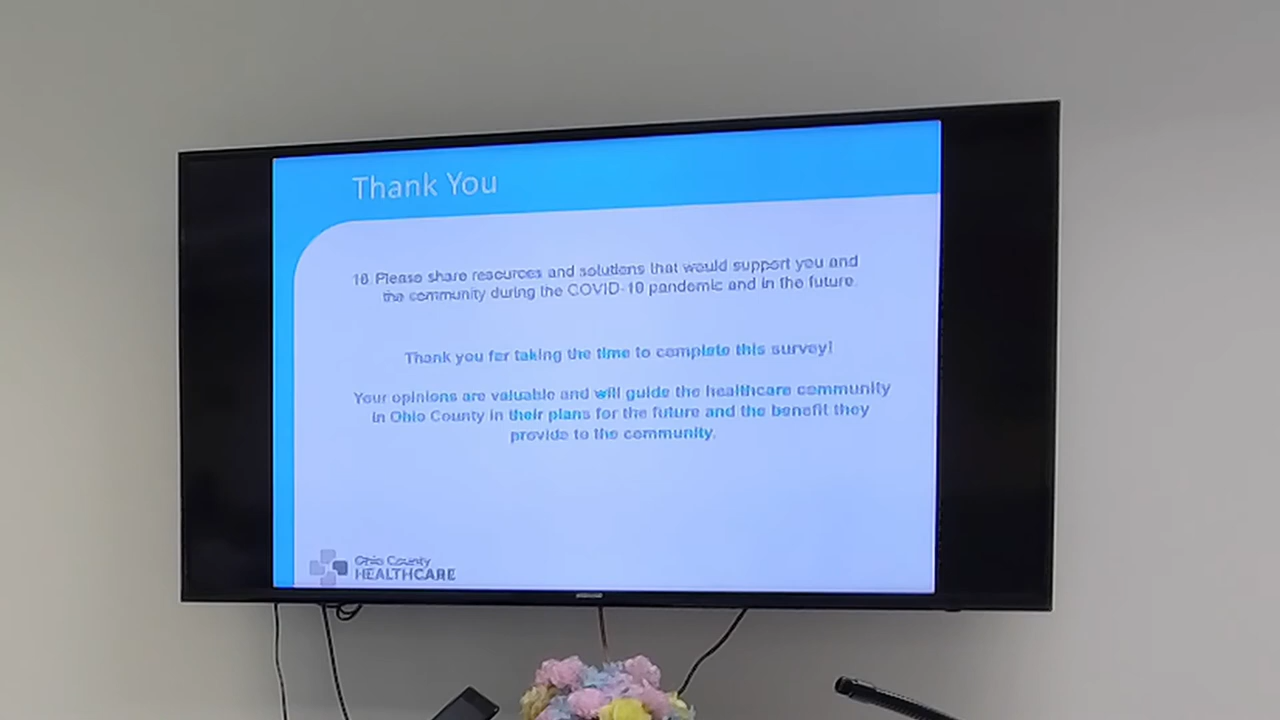 Thank You
Please share resources and solutions that would support you and
the community during the COVID-19 pandemic and in the future.
Thank you for taking the time to complete this survey!
Your opinions are valuable and will guide the healthcare community
in Ohio County in their plans for the future and the benefit they
provide to the community.
Ohio County
HEALTHCARE